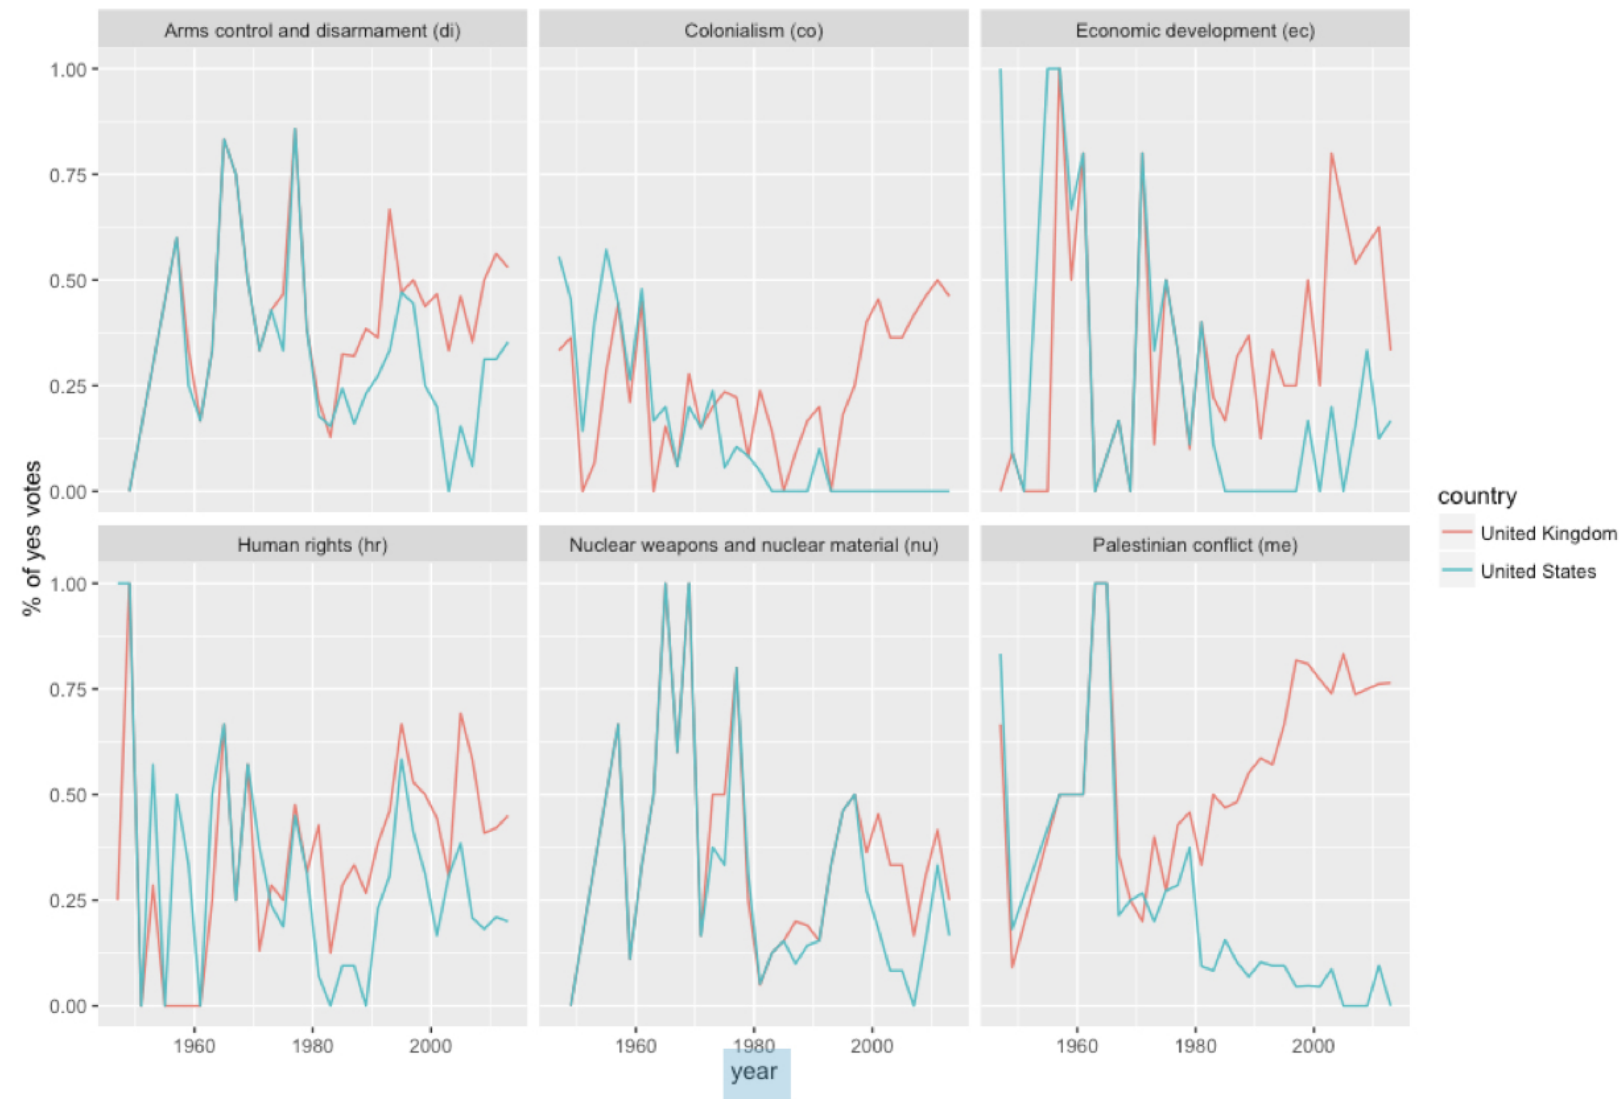 Arms control and disarmament (di)
Colonialism (co)
Economic development (ec)
1.00
0.75
0.50
0.25
0.00
% of yes votes
Human rights (hr)
Nuclear weapons and nuclear material (nu)
Palestinian conflict (me)
1.00
0.75
0.50
0.25
0.00
1960 1980 2000
1960 1980 2000
1960 1980 2000
year
country
United Kingdom
United States